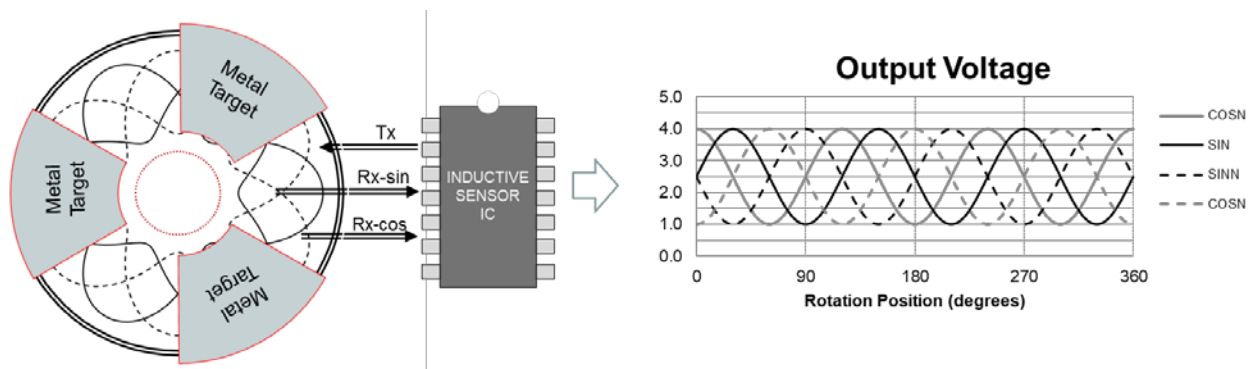 Metal
Target
Metal
Target
Metal
Target
Tx
Rx-sin
Rx-cos
INDUCTIVE
SENSOR
IC
Output Voltage
5.0
4.0
3.0
2.0
1.0
0.0
0 90 180 270 360
Rotation Position (degrees)
COSN
SIN
SINN
COSN